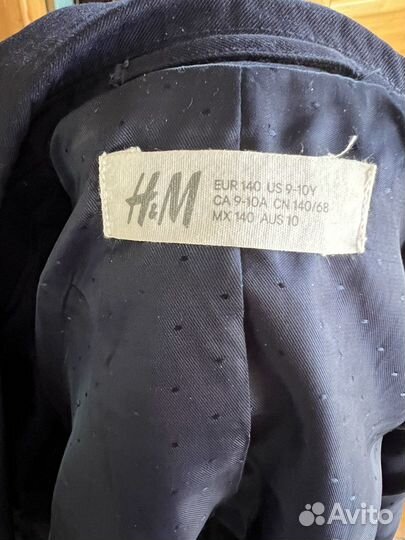 H&M
EUR 140 US 9-10Y
CA 9-10A CN 140/68
MX 140 AUS 10
Avito